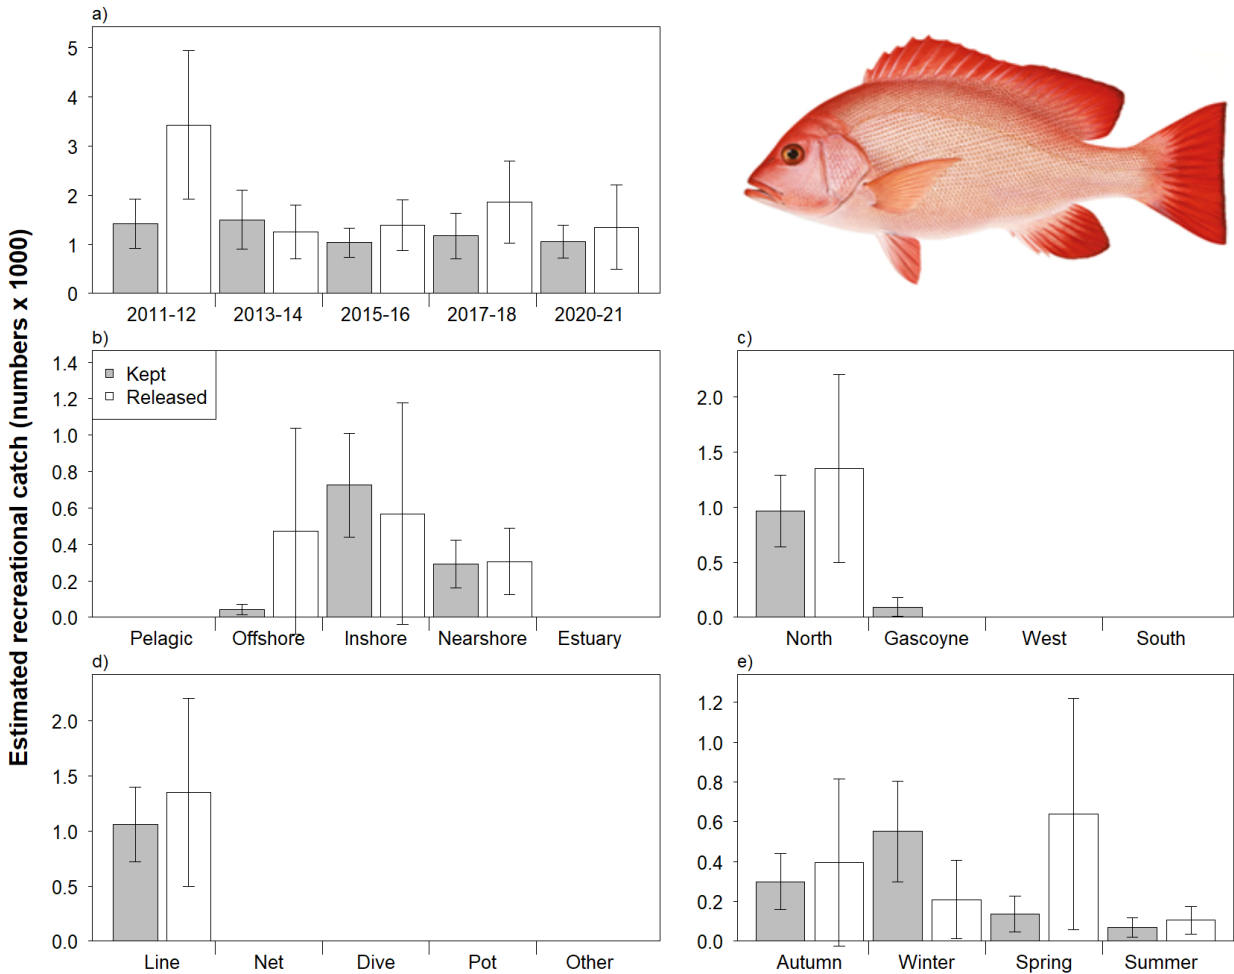 a)
5
4
3
2
1
0
2011-12 2013-14 2015-16 2017-18 2020-21
Estimated recreational catch (numbers x 1000)
b)
Kept
Released
1.4
1.2
1.0
0.8
0.6
0.4
0.2
0.0
Pelagic Offshore Inshore Nearshore Estuary
c)
2.0
1.5
1.0
0.5
0.0
North Gascoyne West South
d)
2.0
1.5
1.0
0.5
0.0
Line Net Dive Pot Other
e)
1.2
1.0
0.8
0.6
0.4
0.2
0.0
Autumn Winter Spring Summer